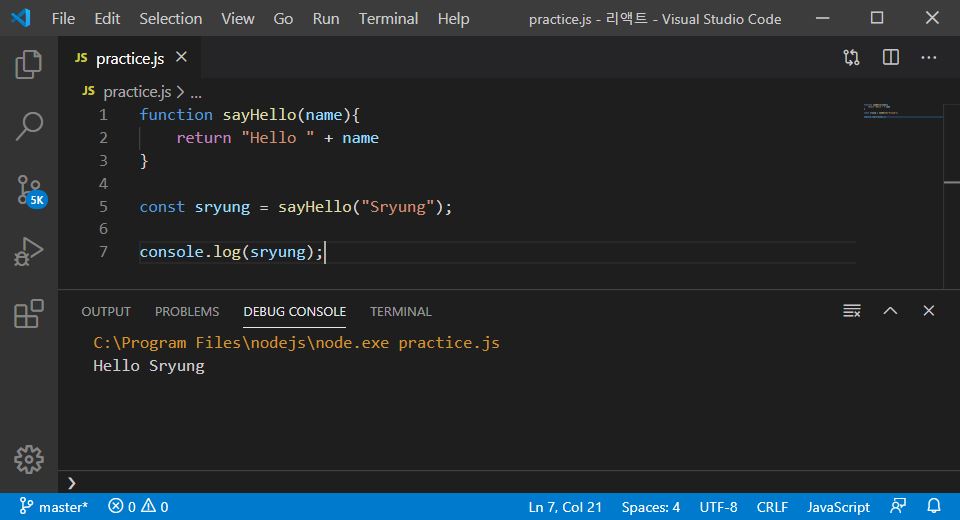 File Edit Selection View Go Run Terminal Help practice.js - 리액트 - Visual Studio Code
JS practice.js
JS practice.js > ...
1 function sayHello(name){
2     return "Hello " + name
3 }
4
5 const sryung = sayHello("Sryung");
6
7 console.log(sryung);
5K
OUTPUT PROBLEMS DEBUG CONSOLE TERMINAL
C:\Program Files\nodejs\node.exe practice.js
Hello Sryung
master* 0 0 Ln 7, Col 21 Spaces: 4 UTF-8 CRLF JavaScript